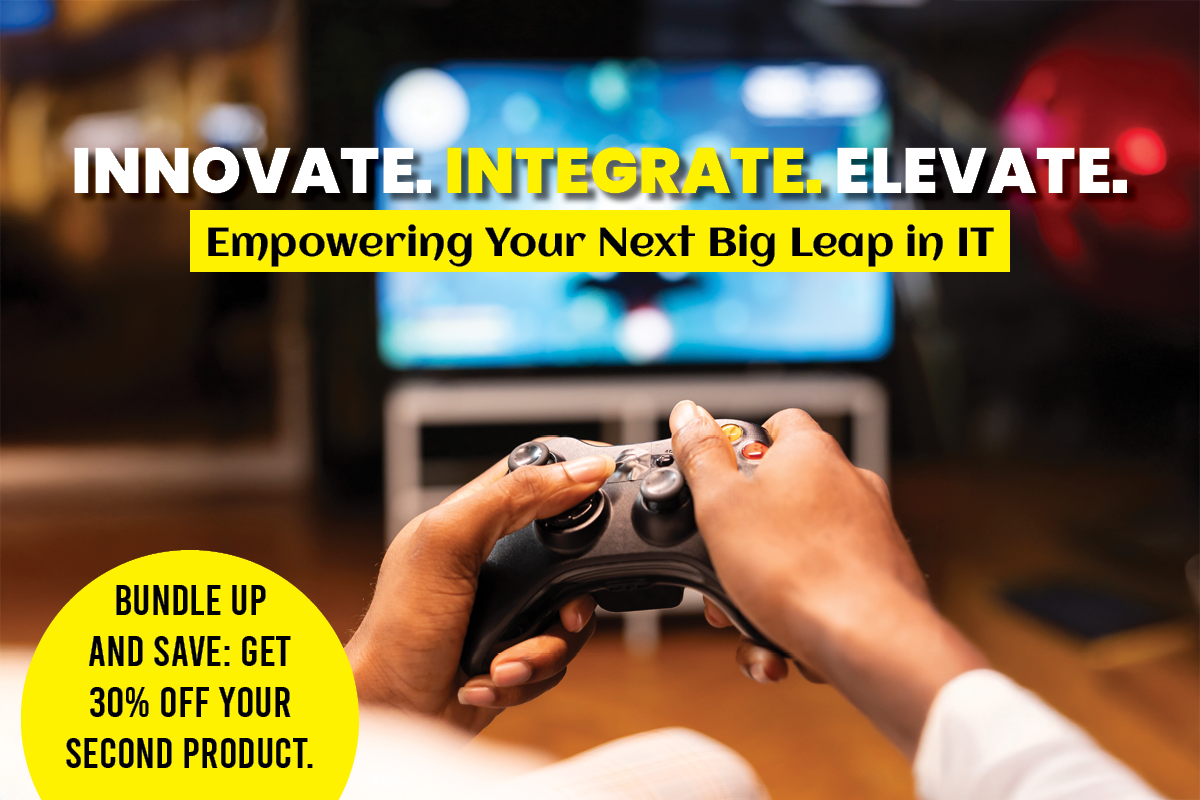 INNOVATE. INTEGRATE. ELEVATE.
Empowering Your Next Big Leap in IT
BUNDLE UP
AND SAVE: GET
30% OFF YOUR
SECOND PRODUCT.